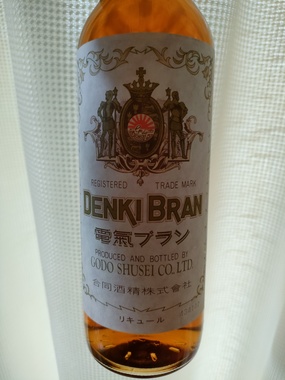 REGISTERED TRADE MARK
DENKI BRAN
電氣ブラン
PRODUCED AND BOTTLED BY
GODO SHUSEI CO. LTD.
合同酒精株式會社
リキュール